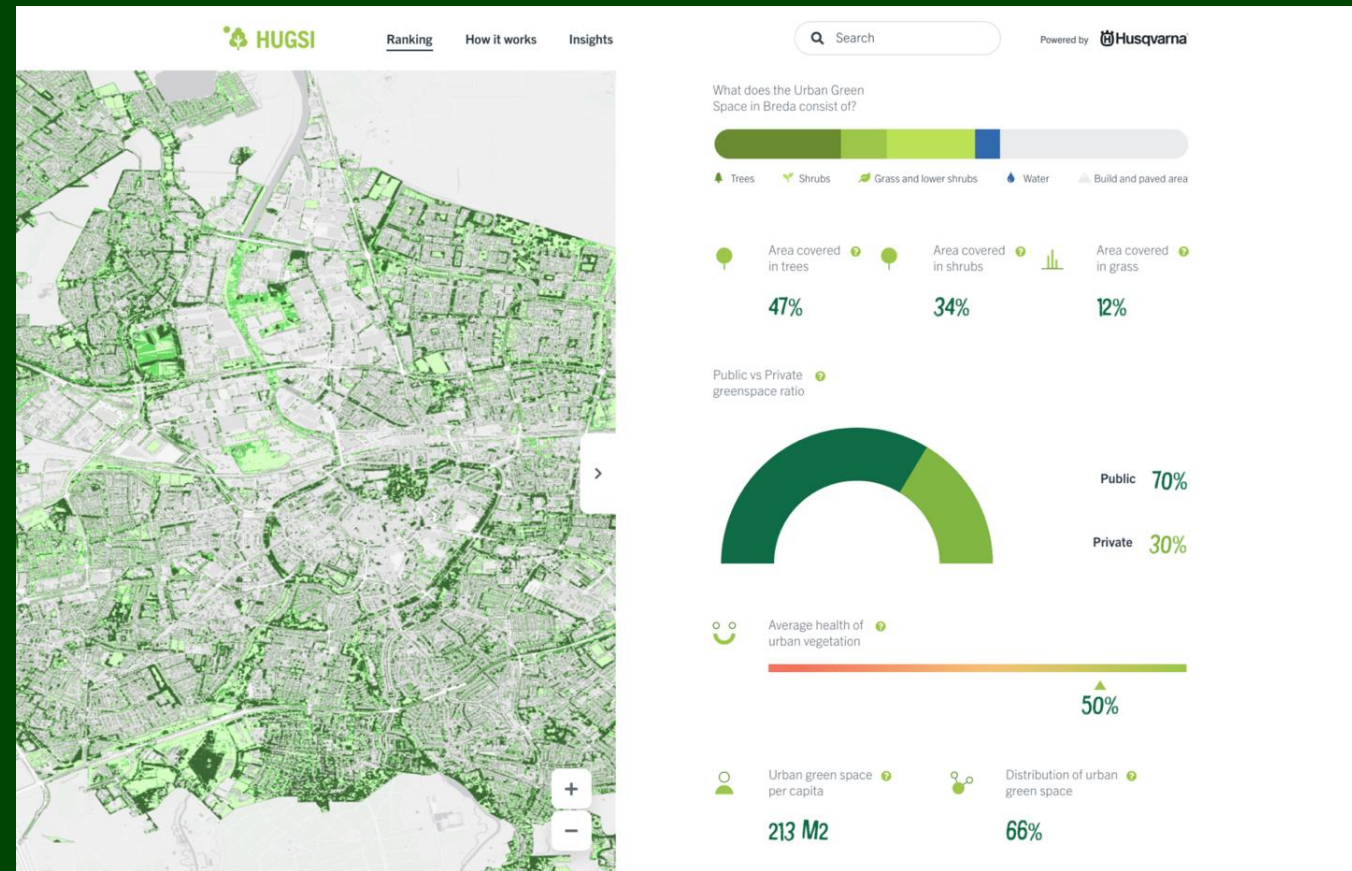 HUGSI
Ranking How it works Insights
Search
Powered by Husqvarna
What does the Urban Green
Space in Breda consist of?
Trees Shrubs Grass and lower shrubs Water Build and paved area
Area covered ?
in trees
47%
Area covered ?
in shrubs
34%
Area covered ?
in grass
12%
Public vs Private ?
greenspace ratio
Public 70%
Private 30%
Average health of ?
urban vegetation
50%
Urban green space ?
per capita
213 M2
Distribution of urban ?
green space
66%
+
−